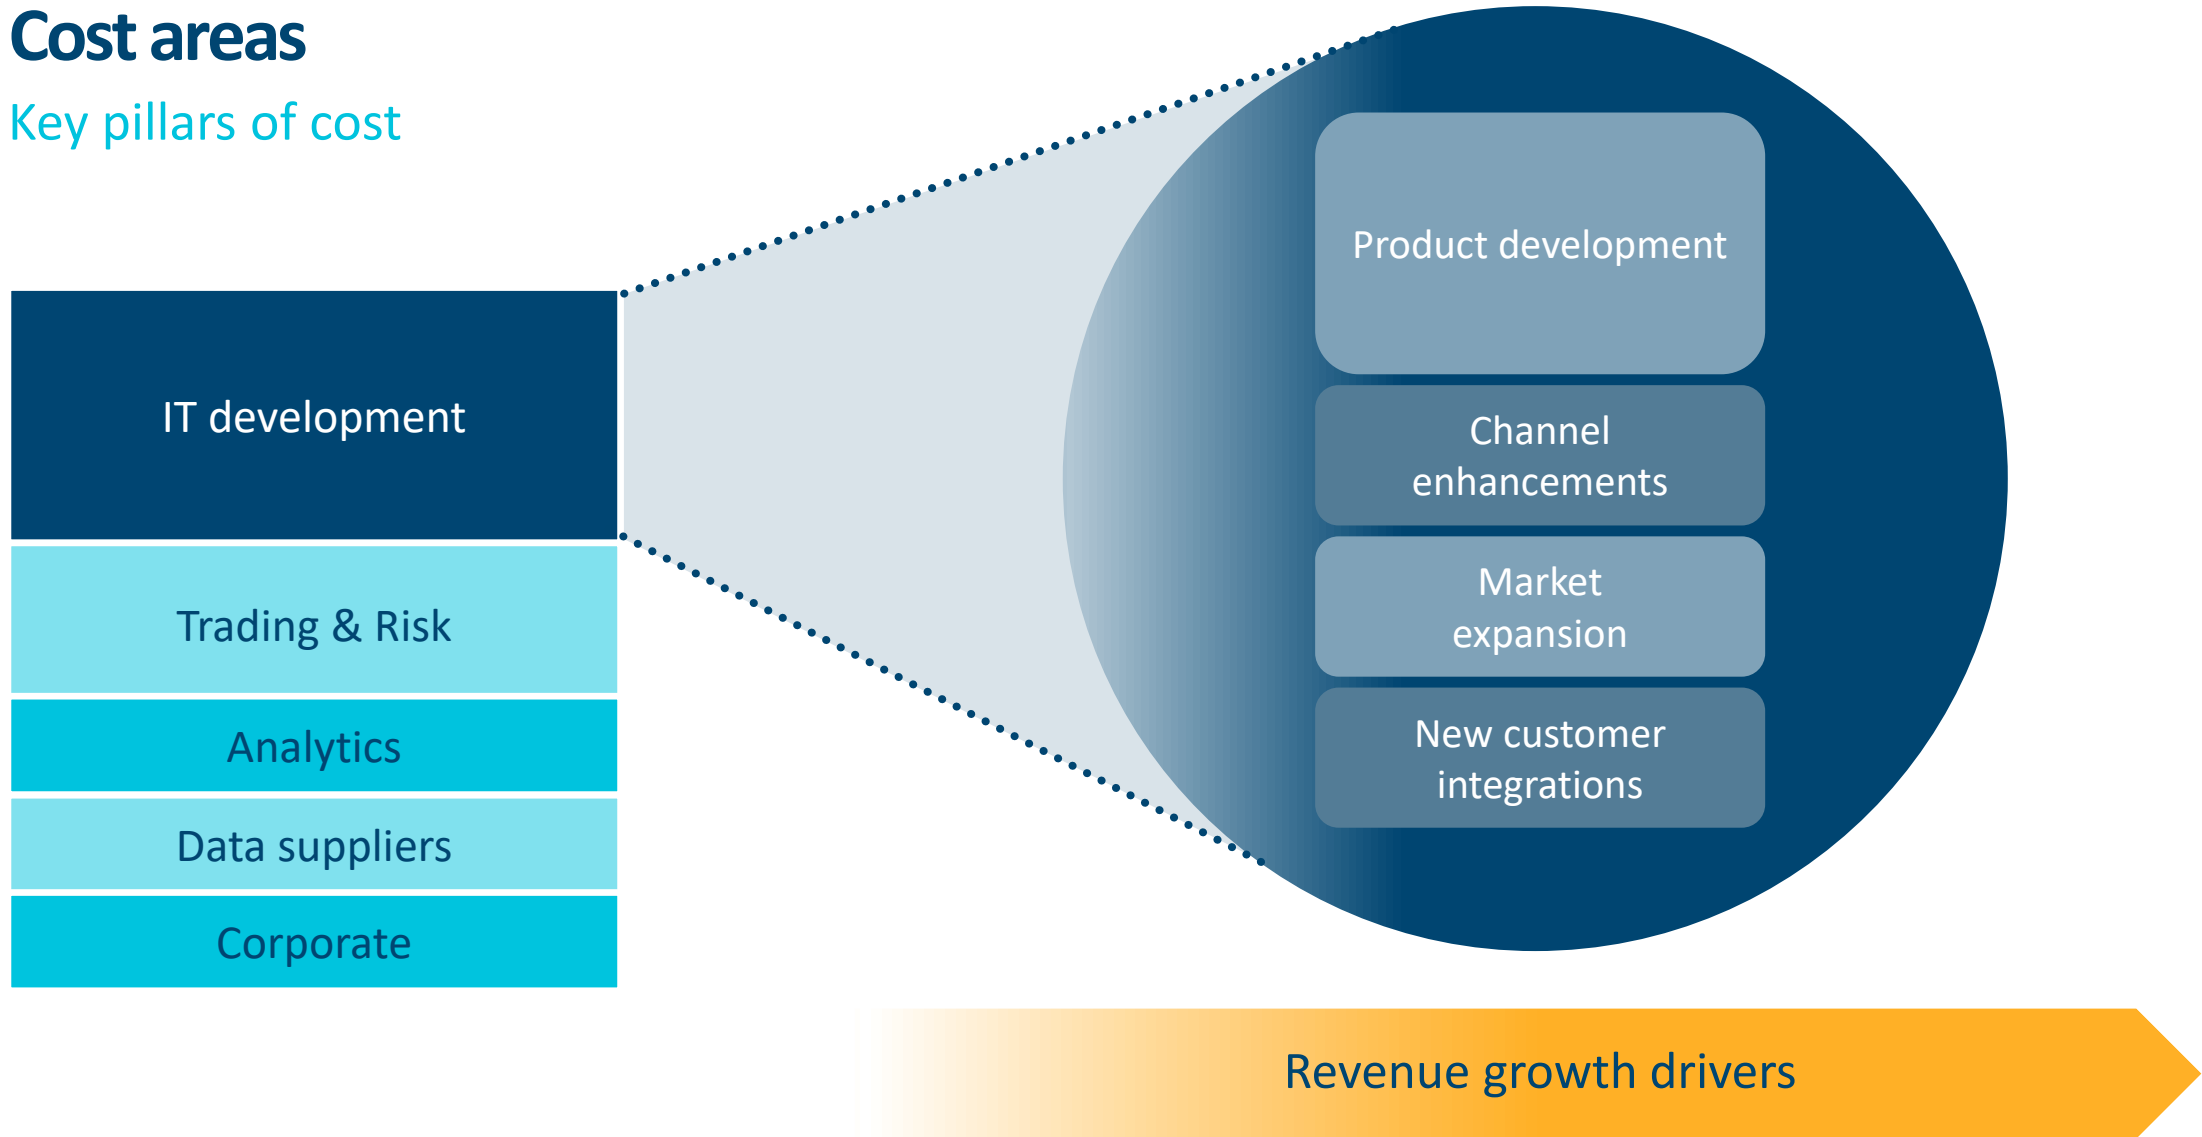 Cost areas
Key pillars of cost
IT development
Trading & Risk
Analytics
Data suppliers
Corporate
Product development
Channel
enhancements
Market
expansion
New customer
integrations
Revenue growth drivers